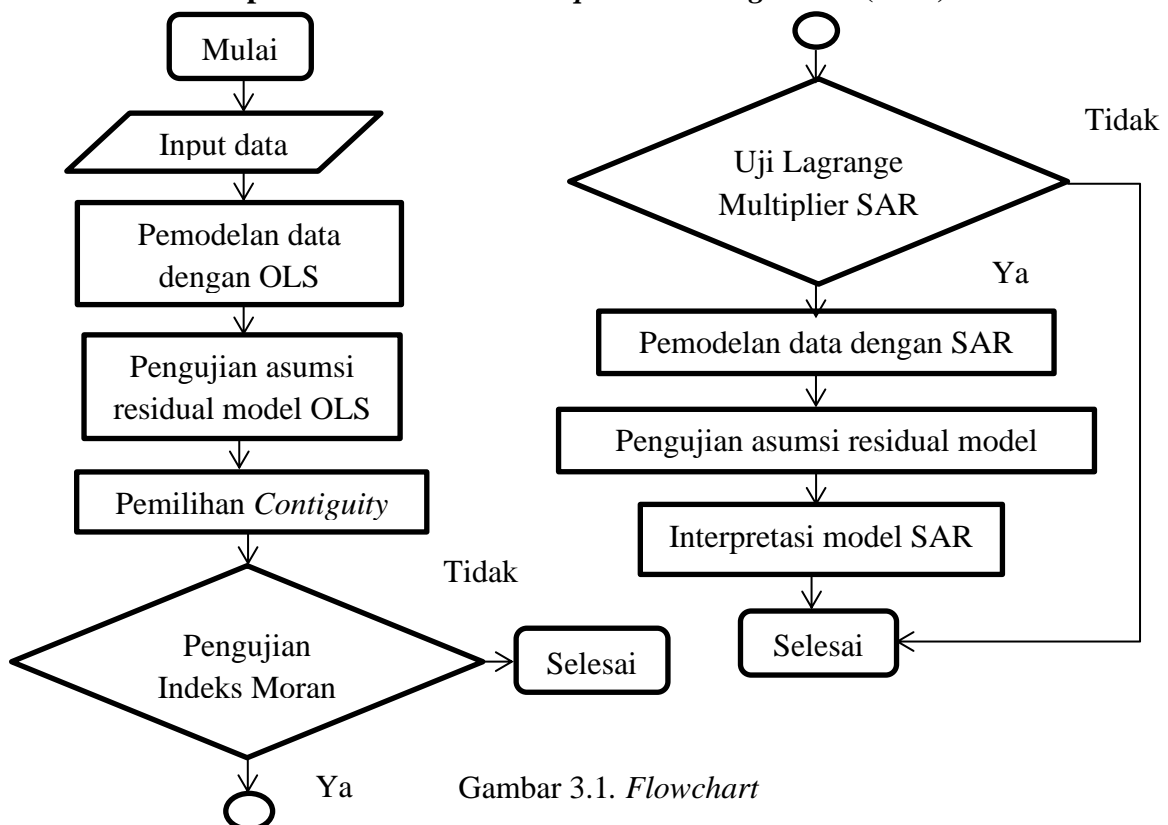 Mulai
Input data
Pemodelan data
dengan OLS
Pengujian asumsi
residual model OLS
Pemilihan Contiguity
Tidak
Pengujian
Indeks Moran
Selesai
Ya
Tidak
Uji Lagrange
Multiplier SAR
Ya
Pemodelan data dengan SAR
Pengujian asumsi residual model
Interpretasi model SAR
Selesai
Gambar 3.1. Flowchart